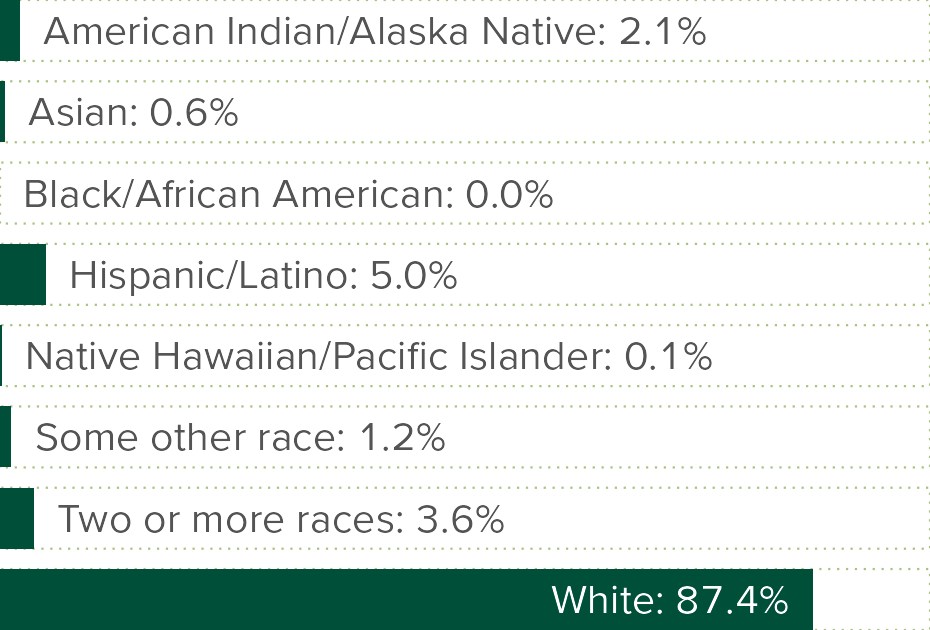 American Indian/Alaska Native: 2.1%
Asian: 0.6%
Black/African American: 0.0%
Hispanic/Latino: 5.0%
Native Hawaiian/Pacific Islander: 0.1%
Some other race: 1.2%
Two or more races: 3.6%
White: 87.4%